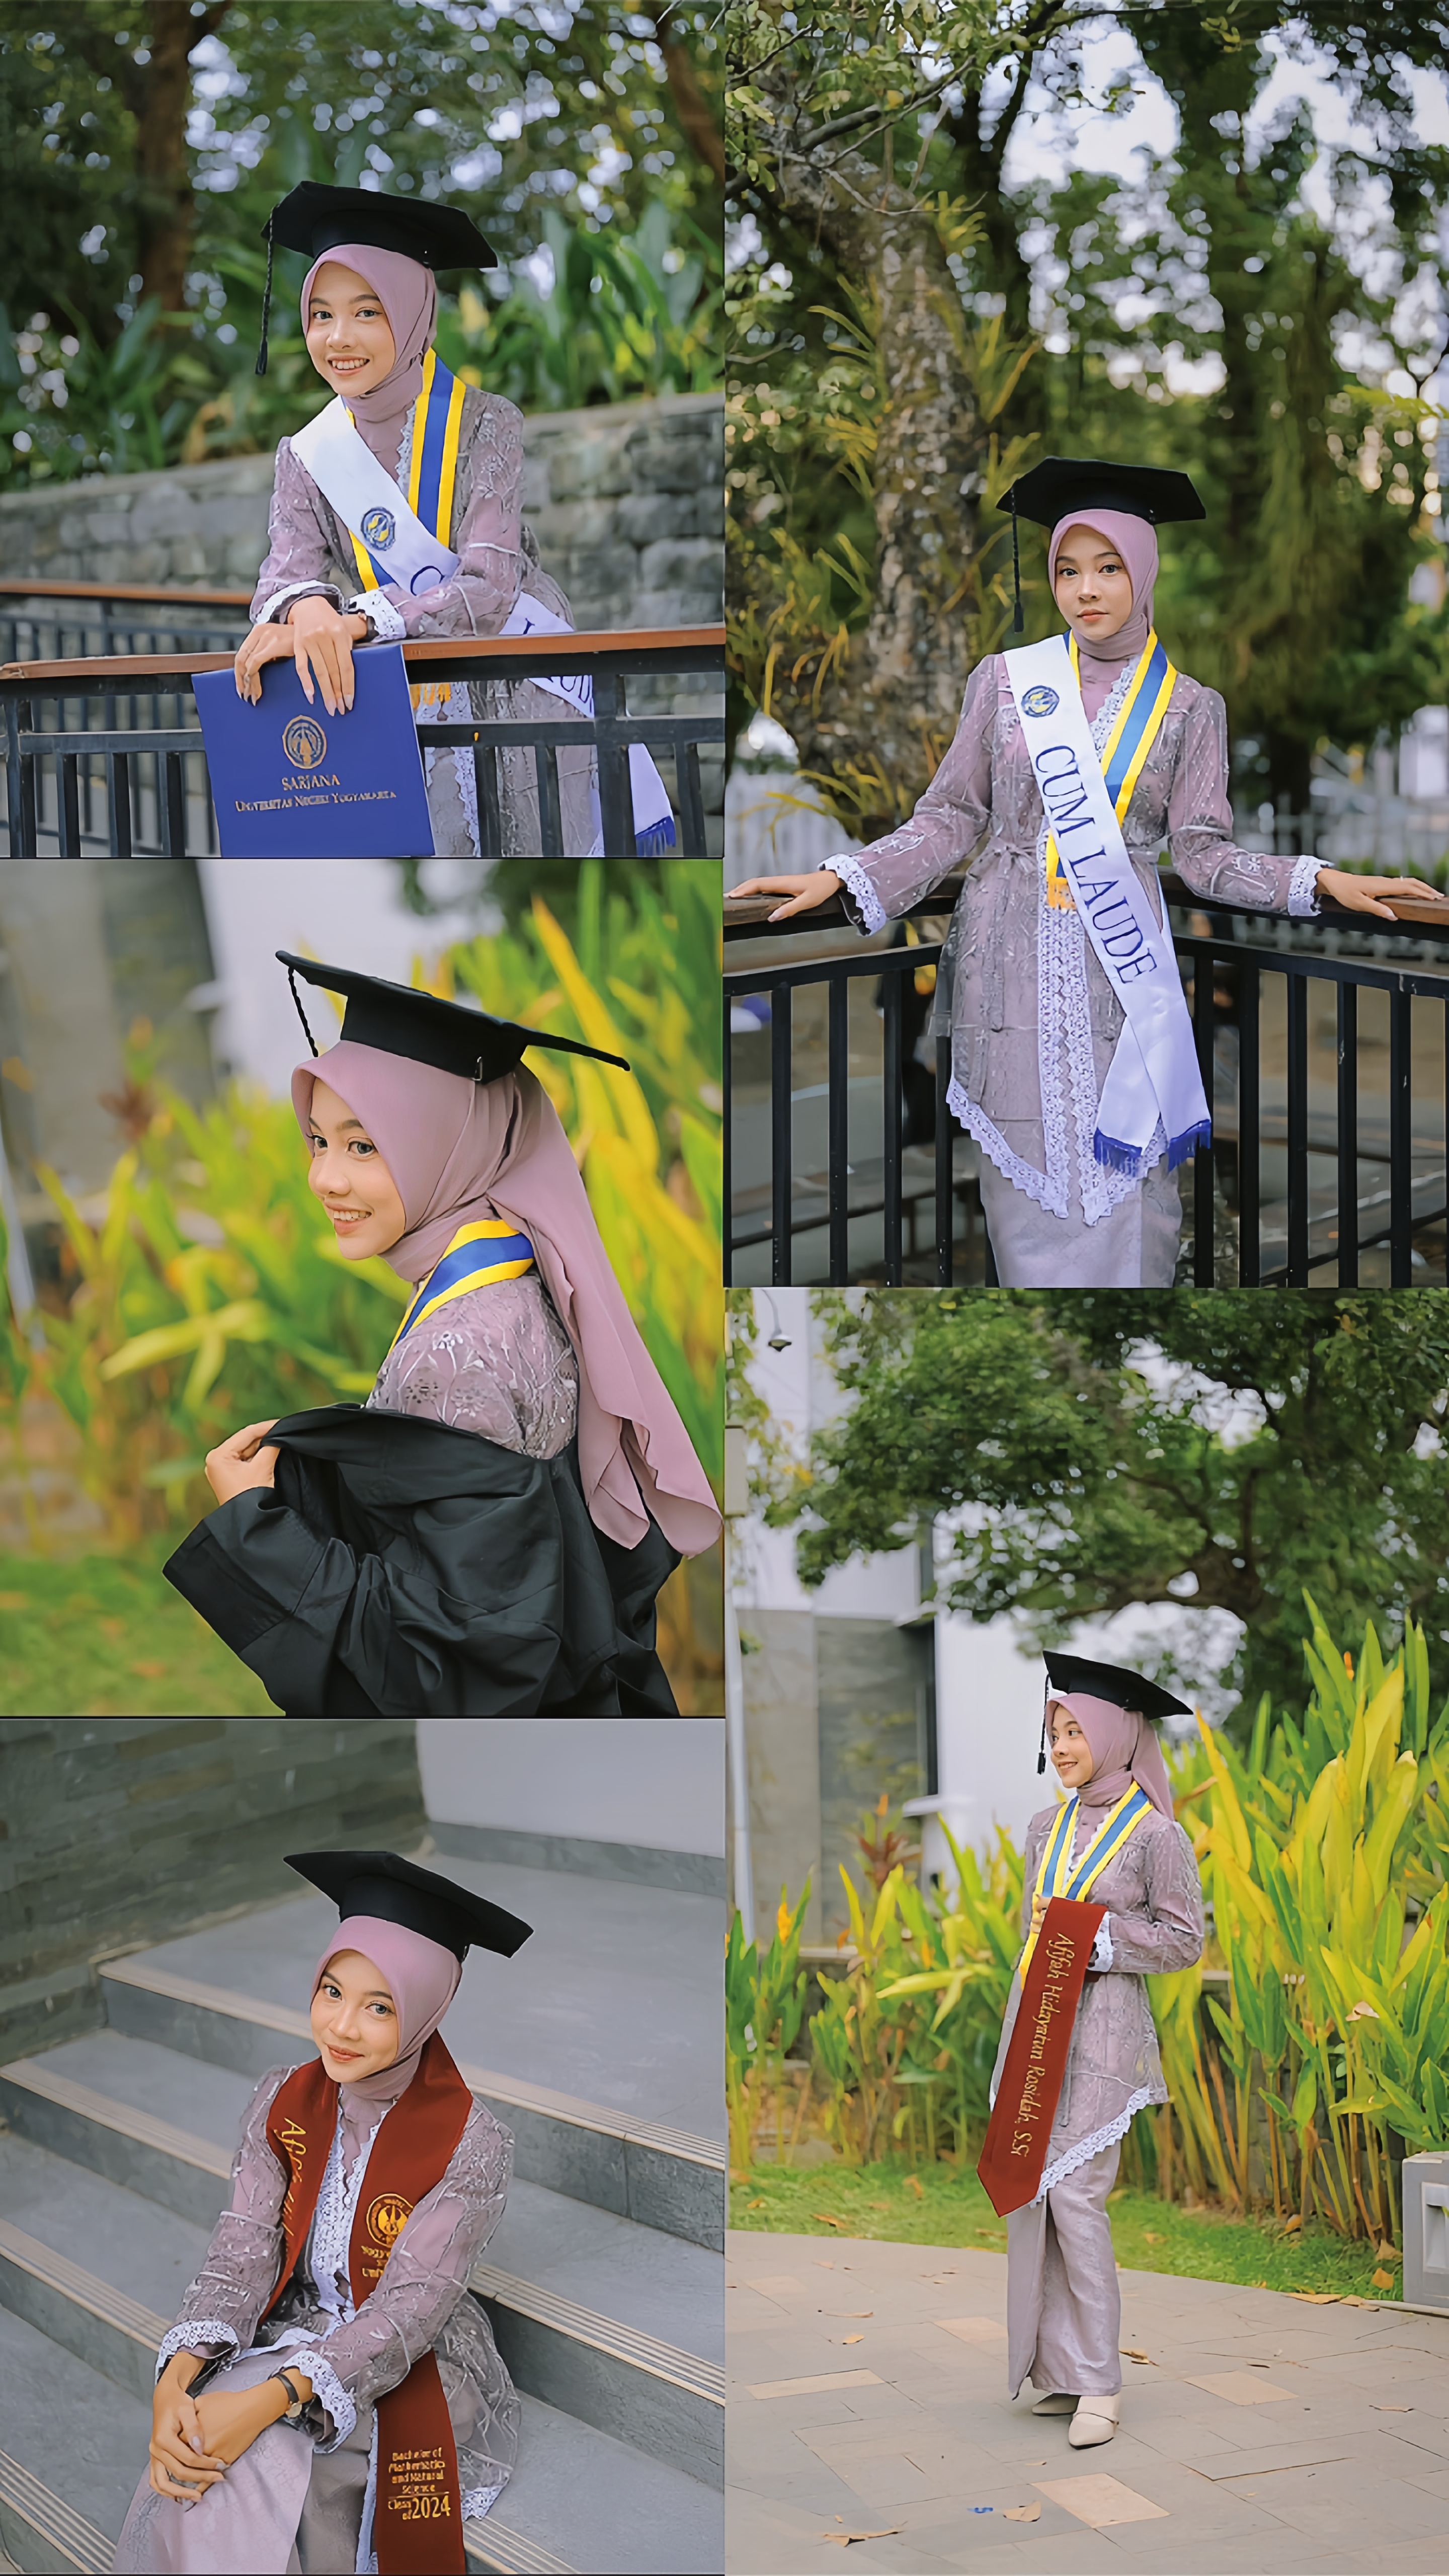 SARJANA
UNIVERSITAS NEGERI YOGYAKARTA
CUM LAUDE
Afifah Hidayatun Rosidah, S.Si
Bachelor of
Mathematics
and Natural
Science
Class
of 2024